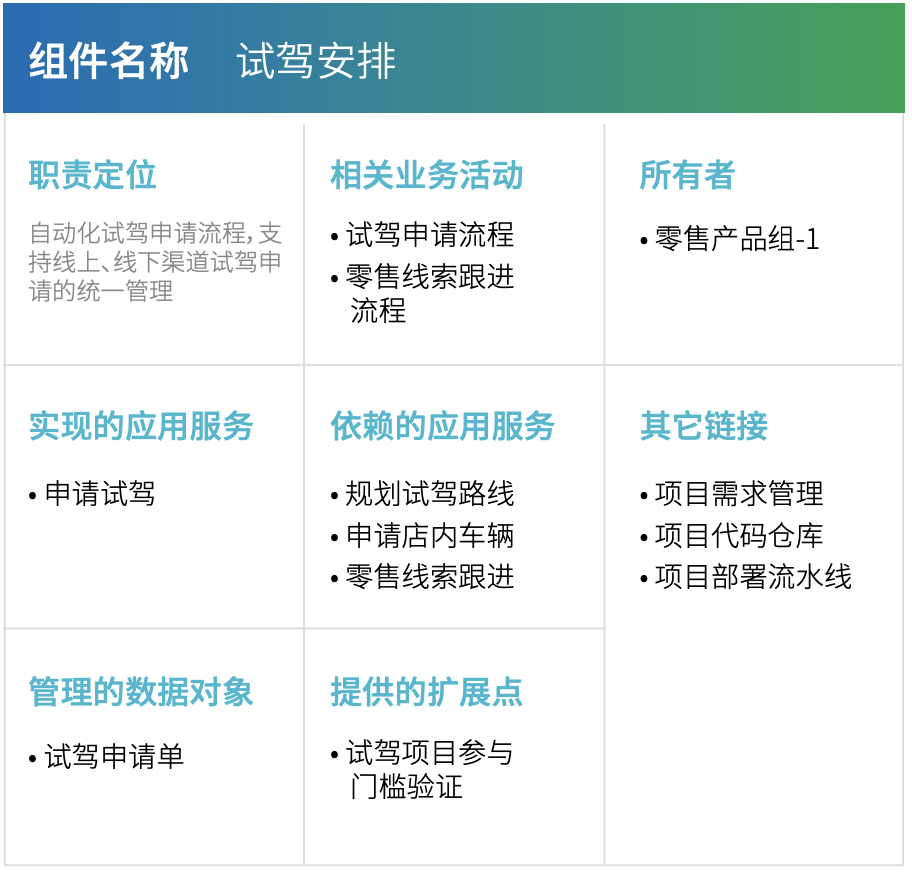 组件名称 试驾安排
职责定位
自动化试驾申请流程,支
持线上、线下渠道试驾申
请的统一管理
相关业务活动
• 试驾申请流程
• 零售线索跟进
流程
所有者
• 零售产品组-1
实现的应用服务
• 申请试驾
依赖的应用服务
• 规划试驾路线
• 申请店内车辆
• 零售线索跟进
其它链接
• 项目需求管理
• 项目代码仓库
• 项目部署流水线
管理的数据对象
• 试驾申请单
提供的扩展点
• 试驾项目参与
门槛验证